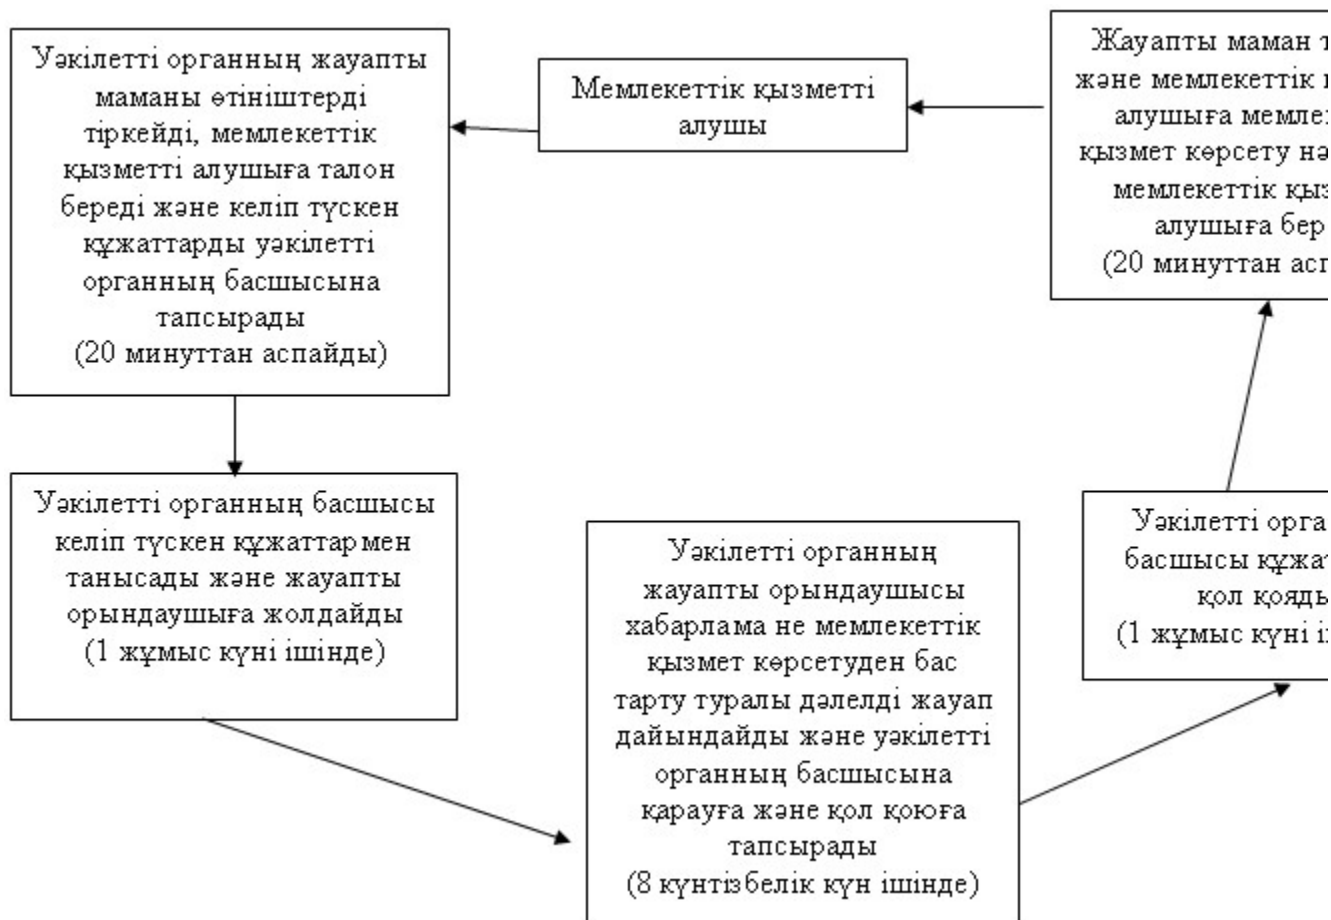 Уәкілетті органның жауапты
маманы өтініштерді
тіркейді, мемлекеттік
қызметті алушыға талон
береді және келіп түскен
құжаттарды уәкілетті
органның басшысына
тапсырады
(20 минуттан аспайды)
Мемлекеттік қызметті
алушы
Жауапты маман
және мемлекеттік
алушыға
қызмет көрсету
мемлекеттік
алушыға
(20 минуттан
Уәкілетті органның басшысы
келіп түскен құжаттармен
танысады және жауапты
орындаушыға жолдайды
(1 жұмыс күні ішінде)
Уәкілетті органның
жауапты орындаушысы
хабарлама не мемлекеттік
қызмет көрсетуден бас
тарту туралы дәлелді жауап
дайындайды және уәкілетті
органның басшысына
қарауға және қол қоюға
тапсырады
(8 күнтізбелік күн ішінде)
Уәкілетті
басшысы
қол
(1 жұмыс күні